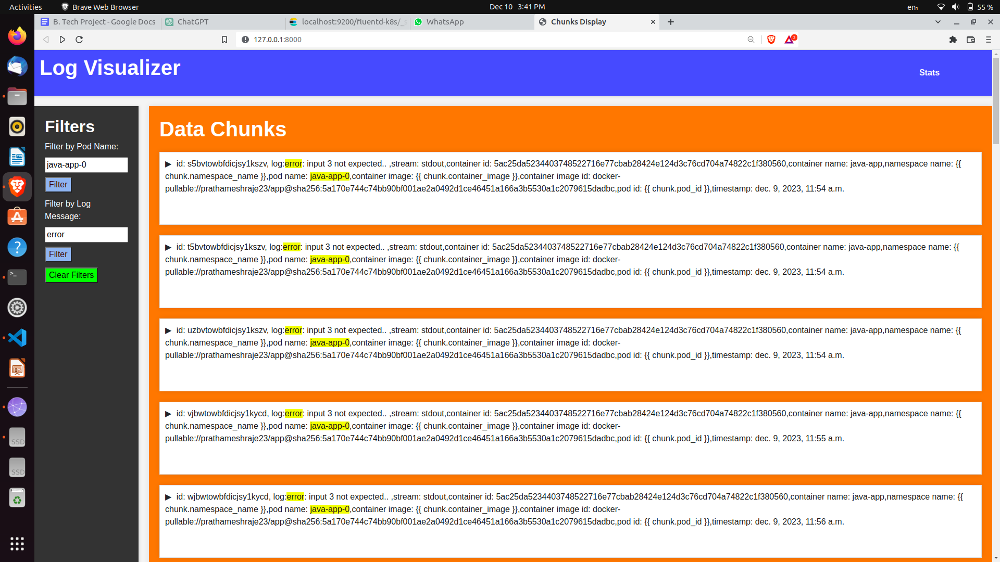 Activities
Brave Web Browser
Dec 10 3:41 PM
en₁
55 %
B. Tech Project - Google Docs
ChatGPT
localhost:9200/fluentd-k8s/_s
WhatsApp
Chunks Display
127.0.0.1:8000
2
Log Visualizer
Stats
Filters
Filter by Pod Name:
java-app-0
Filter
Filter by Log
Message:
error
Filter
Clear Filters
Data Chunks
▶ id: s5bvtowbfdicjsy1kszv, log:error: input 3 not expected.. ,stream: stdout,container id: 5ac25da5234403748522716e77cbab28424e124d3c76cd704a74822c1f380560,container name: java-app,namespace name: {{
chunk.namespace_name }},pod name: java-app-0,container image: {{ chunk.container_image }},container image id: docker-
pullable://prathameshraje23/app@sha256:5a170e744c74bb90bf001ae2a0492d1ce46451a166a3b5530a1c2079615dadbc,pod id: {{ chunk.pod_id }},timestamp: dec. 9, 2023, 11:54 a.m.
▶ id: t5bvtowbfdicjsy1kszv, log:error: input 3 not expected.. ,stream: stdout,container id: 5ac25da5234403748522716e77cbab28424e124d3c76cd704a74822c1f380560,container name: java-app,namespace name: {{
chunk.namespace_name }},pod name: java-app-0,container image: {{ chunk.container_image }},container image id: docker-
pullable://prathameshraje23/app@sha256:5a170e744c74bb90bf001ae2a0492d1ce46451a166a3b5530a1c2079615dadbc,pod id: {{ chunk.pod_id }},timestamp: dec. 9, 2023, 11:54 a.m.
▶ id: uzbvtowbfdicjsy1kszv, log:error: input 3 not expected.. ,stream: stdout,container id: 5ac25da5234403748522716e77cbab28424e124d3c76cd704a74822c1f380560,container name: java-app,namespace name: {{
chunk.namespace_name }},pod name: java-app-0,container image: {{ chunk.container_image }},container image id: docker-
pullable://prathameshraje23/app@sha256:5a170e744c74bb90bf001ae2a0492d1ce46451a166a3b5530a1c2079615dadbc,pod id: {{ chunk.pod_id }},timestamp: dec. 9, 2023, 11:54 a.m.
▶ id: vjbwtowbfdicjsy1kycd, log:error: input 3 not expected.. ,stream: stdout,container id: 5ac25da5234403748522716e77cbab28424e124d3c76cd704a74822c1f380560,container name: java-app,namespace name: {{
chunk.namespace_name }},pod name: java-app-0,container image: {{ chunk.container_image }},container image id: docker-
pullable://prathameshraje23/app@sha256:5a170e744c74bb90bf001ae2a0492d1ce46451a166a3b5530a1c2079615dadbc,pod id: {{ chunk.pod_id }},timestamp: dec. 9, 2023, 11:55 a.m.
▶ id: wjbwtowbfdicjsy1kycd, log:error: input 3 not expected.. ,stream: stdout,container id: 5ac25da5234403748522716e77cbab28424e124d3c76cd704a74822c1f380560,container name: java-app,namespace name: {{
chunk.namespace_name }},pod name: java-app-0,container image: {{ chunk.container_image }},container image id: docker-
pullable://prathameshraje23/app@sha256:5a170e744c74bb90bf001ae2a0492d1ce46451a166a3b5530a1c2079615dadbc,pod id: {{ chunk.pod_id }},timestamp: dec. 9, 2023, 11:56 a.m.
SSD
SSD